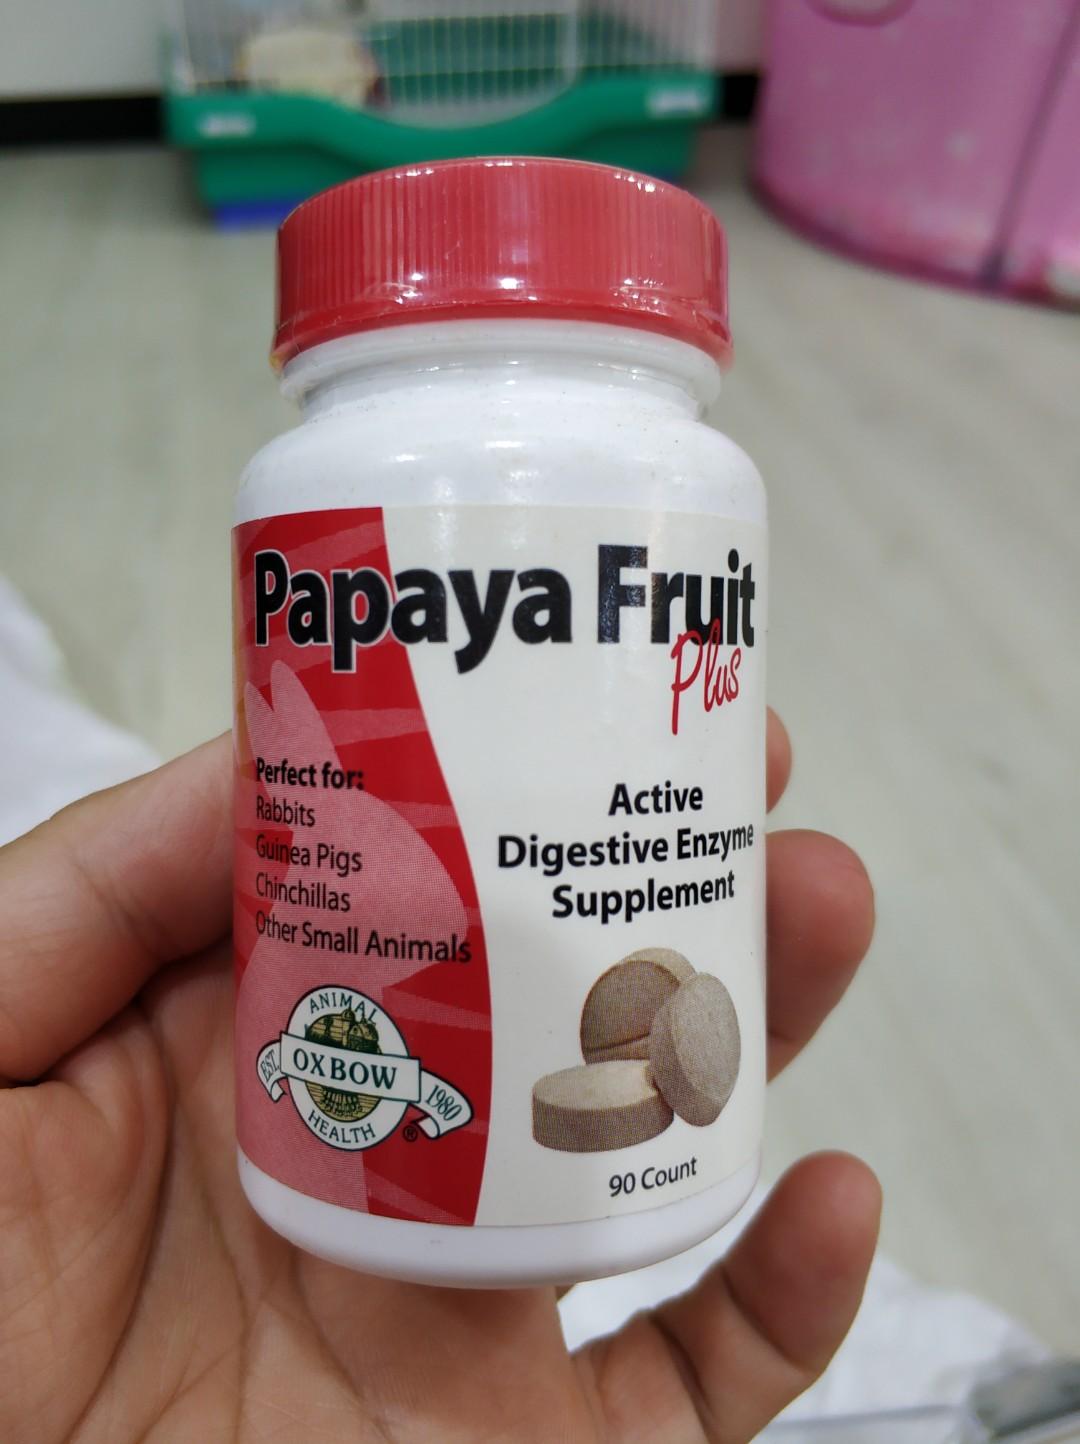 Papaya Fruit
Plus
Perfect for:
Rabbits
Guinea Pigs
Chinchillas
Other Small Animals
Active
Digestive Enzyme
Supplement
ANIMAL
EST. OXBOW 1980
HEALTH ®
90 Count